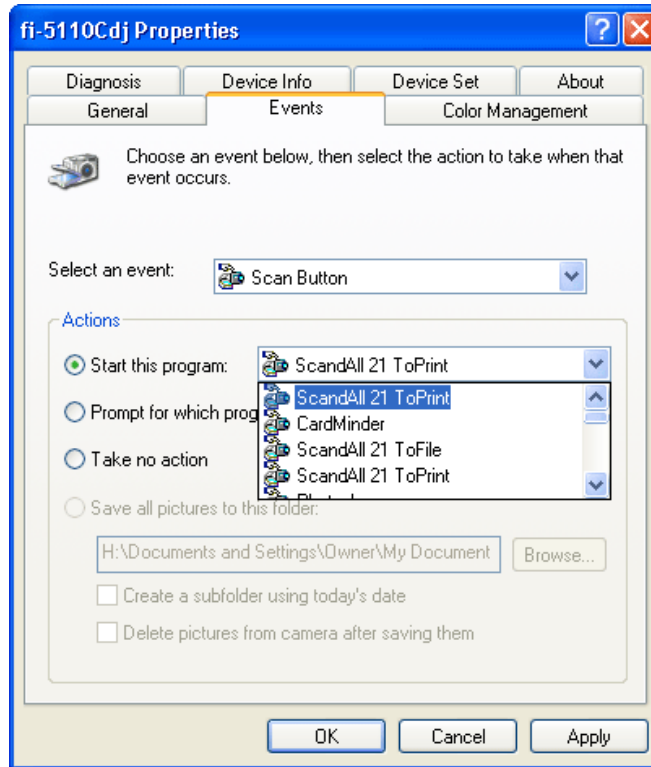 fi-5110Cdj Properties
Diagnosis Device Info Device Set About
General Events Color Management
Choose an event below, then select the action to take when that
event occurs.
Select an event: Scan Button
Actions
Start this program: ScandAll 21 ToPrint
ScandAll 21 ToPrint
Prompt for which prog
CardMinder
ScandAll 21 ToFile
Take no action
ScandAll 21 ToPrint
Save all pictures to this folder:
H:\Documents and Settings\Owner\My Document Browse...
Create a subfolder using today's date
Delete pictures from camera after saving them
OK Cancel Apply